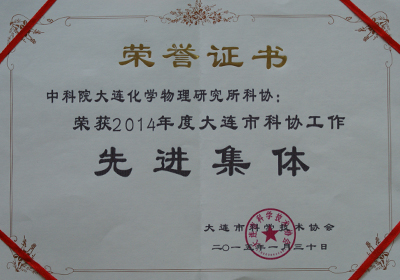 荣誉证书
中科院大连化学物理研究所科协：
荣获2014年度大连市科协工作
先进集体
大连市科学技术协会
二〇一五年一月三十日